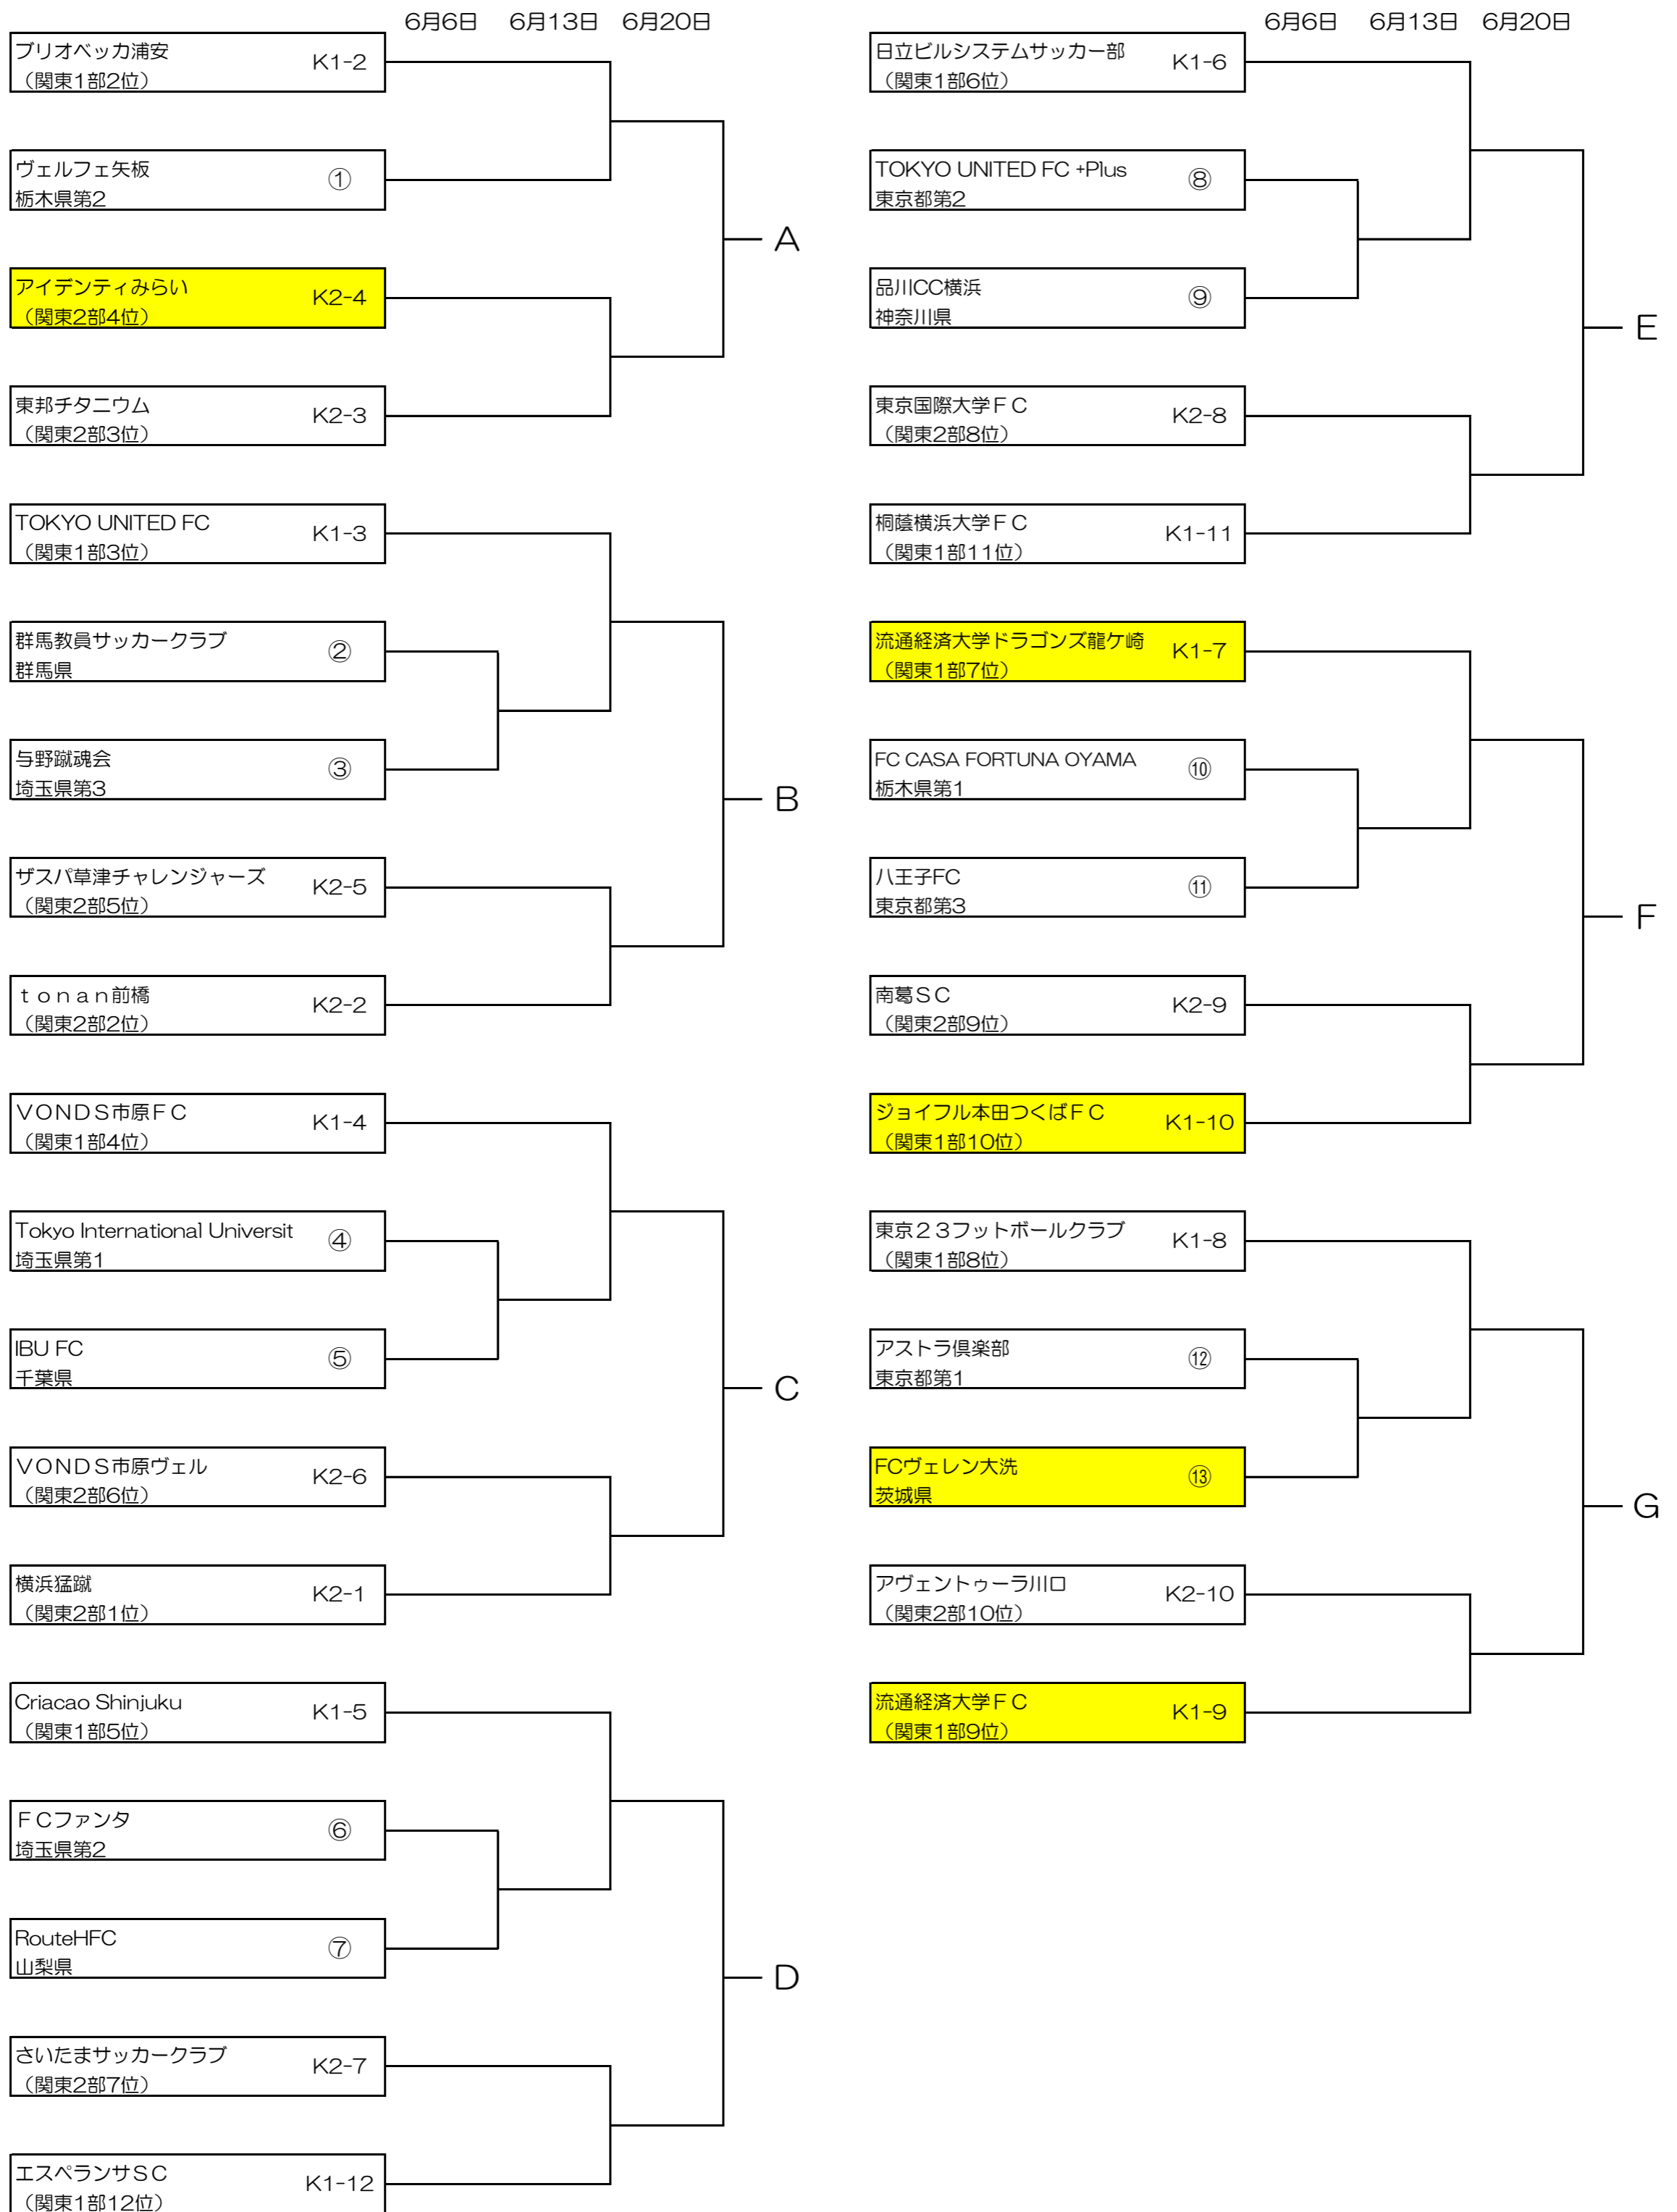 6月6日 6月13日 6月20日
ブリオベッカ浦安 K1-2
（関東1部2位）
ヴェルフェ矢板 ①
栃木県第2
A
アイデンティみらい K2-4
（関東2部4位）
東邦チタニウム K2-3
（関東2部3位）
TOKYO UNITED FC K1-3
（関東1部3位）
群馬教員サッカークラブ ②
群馬県
与野蹴魂会 ③
埼玉県第3
B
ザスパ草津チャレンジャーズ K2-5
（関東2部5位）
ｔｏｎａｎ前橋 K2-2
（関東2部2位）
ＶＯＮＤＳ市原ＦＣ K1-4
（関東1部4位）
Tokyo International Universit ④
埼玉県第1
IBU FC ⑤
千葉県
C
ＶＯＮＤＳ市原ヴェル K2-6
（関東2部6位）
横浜猛蹴 K2-1
（関東2部1位）
Criacao Shinjuku K1-5
（関東1部5位）
ＦＣファンタ ⑥
埼玉県第2
RouteHFC ⑦
山梨県
D
さいたまサッカークラブ K2-7
（関東2部7位）
エスペランサＳＣ K1-12
（関東1部12位）
6月6日 6月13日 6月20日
日立ビルシステムサッカー部 K1-6
（関東1部6位）
TOKYO UNITED FC +Plus ⑧
東京都第2
品川CC横浜 ⑨
神奈川県
E
東京国際大学ＦＣ K2-8
（関東2部8位）
桐蔭横浜大学ＦＣ K1-11
（関東1部11位）
流通経済大学ドラゴンズ龍ケ崎 K1-7
（関東1部7位）
FC CASA FORTUNA OYAMA ⑩
栃木県第1
八王子FC ⑪
東京都第3
F
南葛ＳＣ K2-9
（関東2部9位）
ジョイフル本田つくばＦＣ K1-10
（関東1部10位）
東京２３フットボールクラブ K1-8
（関東1部8位）
アストラ倶楽部 ⑫
東京都第1
FCヴェレン大洗 ⑬
茨城県
G
アヴェントゥーラ川口 K2-10
（関東2部10位）
流通経済大学ＦＣ K1-9
（関東1部9位）